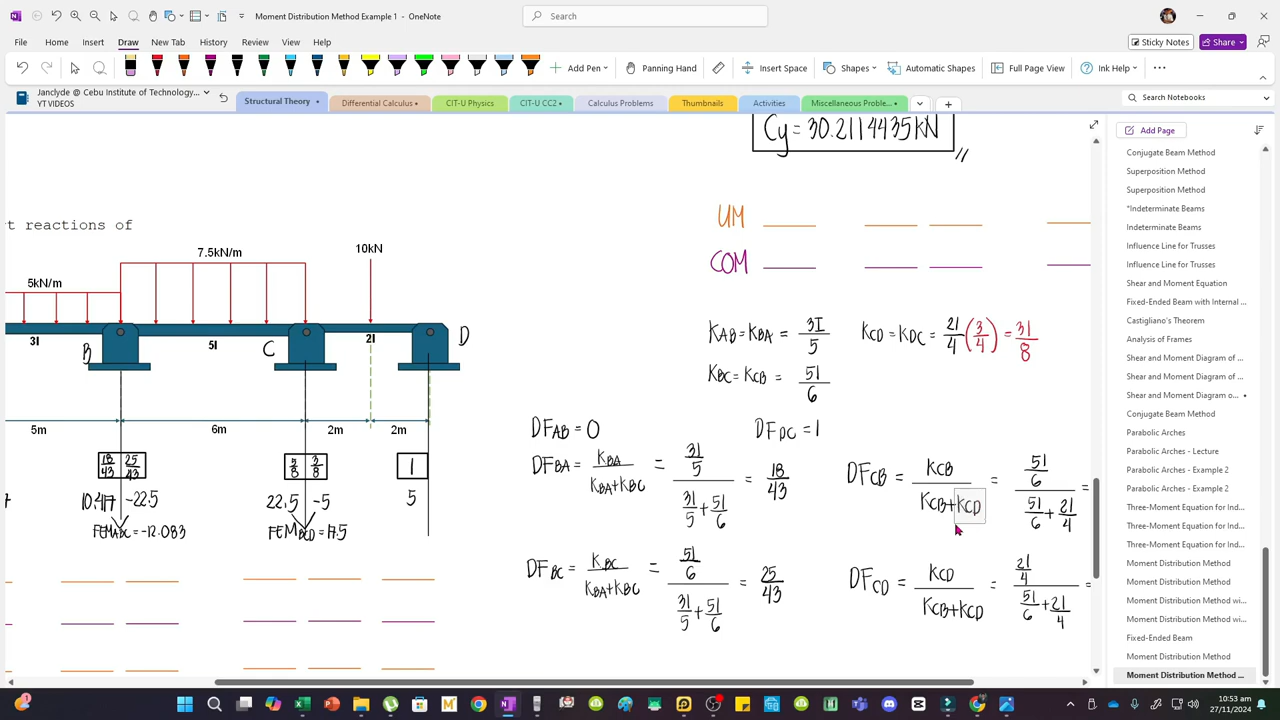 Moment Distribution Method Example 1 - OneNote
Search
File Home Insert Draw New Tab History Review View Help
Sticky Notes Share
Add Pen Panning Hand Insert Space Shapes Automatic Shapes Full Page View Ink Help
Janclyde @ Cebu Institute of Technology...
YT VIDEOS
Structural Theory Differential Calculus CIT-U Physics CIT-U CC2 Calculus Problems Thumbnails Activities Miscellaneous Proble...
Search Notebooks
Add Page
Conjugate Beam Method
Superposition Method
Superposition Method
*Indeterminate Beams
Indeterminate Beams
Influence Line for Trusses
Influence Line for Trusses
Shear and Moment Equation
Fixed-Ended Beam with Internal ...
Castigliano's Theorem
Analysis of Frames
Shear and Moment Diagram of ...
Shear and Moment Diagram of ...
Shear and Moment Diagram o...
Conjugate Beam Method
Parabolic Arches
Parabolic Arches - Lecture
Parabolic Arches - Example 2
Parabolic Arches - Example 2
Three-Moment Equation for Ind...
Three-Moment Equation for Ind...
Three-Moment Equation for Ind...
Moment Distribution Method
Moment Distribution Method
Moment Distribution Method wi...
Moment Distribution Method wi...
Fixed-Ended Beam
Moment Distribution Method
Moment Distribution Method ...
Cy = 30.2114435kN
t reactions of
UM
COM
7.5kN/m 10kN
5kN/m
3I B 5I C 2I D
5m 6m 2m 2m
18/43 25/43 5/8 3/8 1
10.417 -22.5 22.5 -5 5
-12.083 = 17.5
KAB = KBA = 3I/5 KCD = KDC = 2I/4 (3/4) = 3I/8
KBC = KCB = 5I/6
DFAB = 0 DFDC = 1
DFBA = KBA/KBA+KBC = 3I/5 / 3I/5 + 5I/6 = 18/43
DFCB = KCB/KCB+KCD = 5I/6 / 5I/6 + 2I/4 =
DFBC = KBC/KBA+KBC = 5I/6 / 3I/5 + 5I/6 = 25/43
DFCD = KCD/KCB+KCD = 2I/4 / 5I/6 + 2I/4 =
10:53 am
27/11/2024